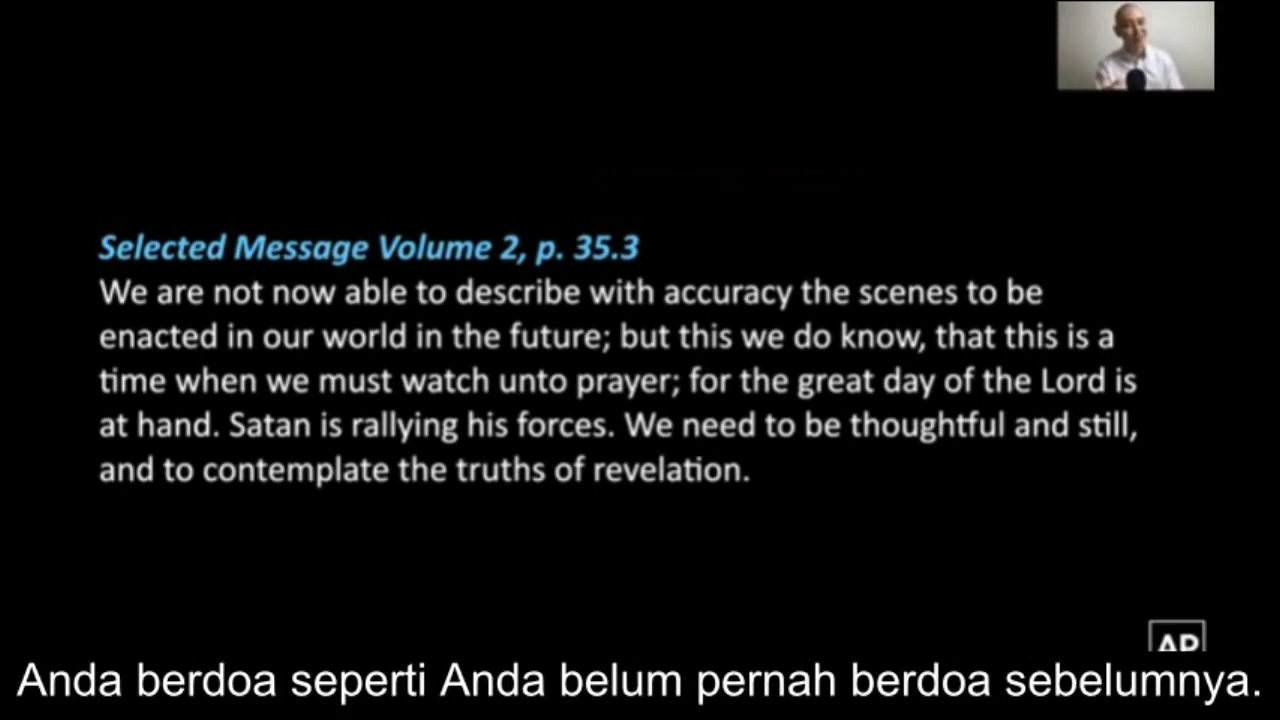 Selected Message Volume 2, p. 35.3
We are not now able to describe with accuracy the scenes to be
enacted in our world in the future; but this we do know, that this is a
time when we must watch unto prayer; for the great day of the Lord is
at hand. Satan is rallying his forces. We need to be thoughtful and still,
and to contemplate the truths of revelation.
AP
Anda berdoa seperti Anda belum pernah berdoa sebelumnya.